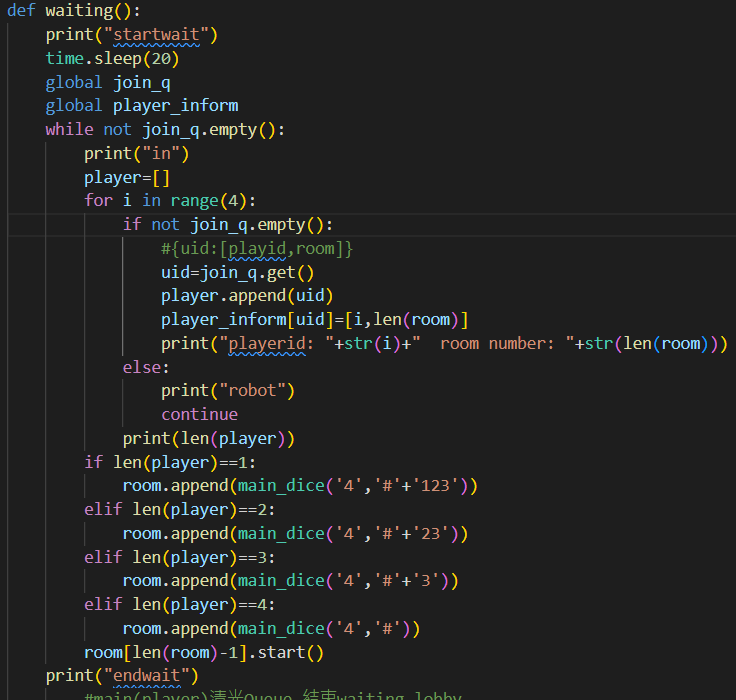 def waiting():
    print("startwait")
    time.sleep(20)
    global join_q
    global player_inform
    while not join_q.empty():
        print("in")
        player=[]
        for i in range(4):
            if not join_q.empty():
                #{uid:[playid,room]}
                uid=join_q.get()
                player.append(uid)
                player_inform[uid]=[i,len(room)]
                print("playerid: "+str(i)+"  room number: "+str(len(room)))
            else:
                print("robot")
                continue
            print(len(player))
        if len(player)==1:
            room.append(main_dice('4','#'+'123'))
        elif len(player)==2:
            room.append(main_dice('4','#'+'23'))
        elif len(player)==3:
            room.append(main_dice('4','#'+'3'))
        elif len(player)==4:
            room.append(main_dice('4','#'))
        room[len(room)-1].start()
    print("endwait")
        #main(player)清光Queue 結束waiting lobby